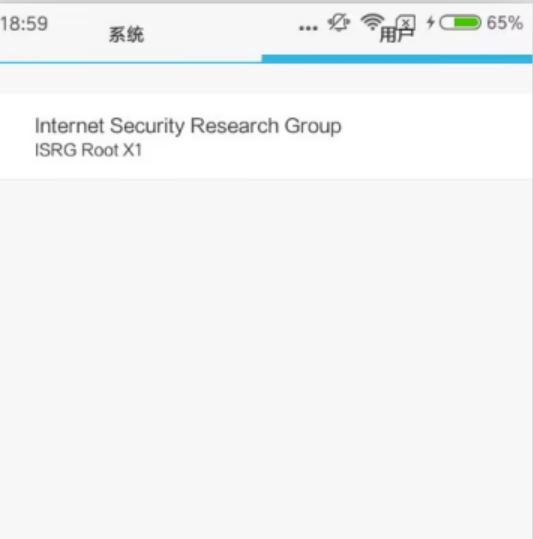 18:59
65%
系统
用户
Internet Security Research Group
ISRG Root X1